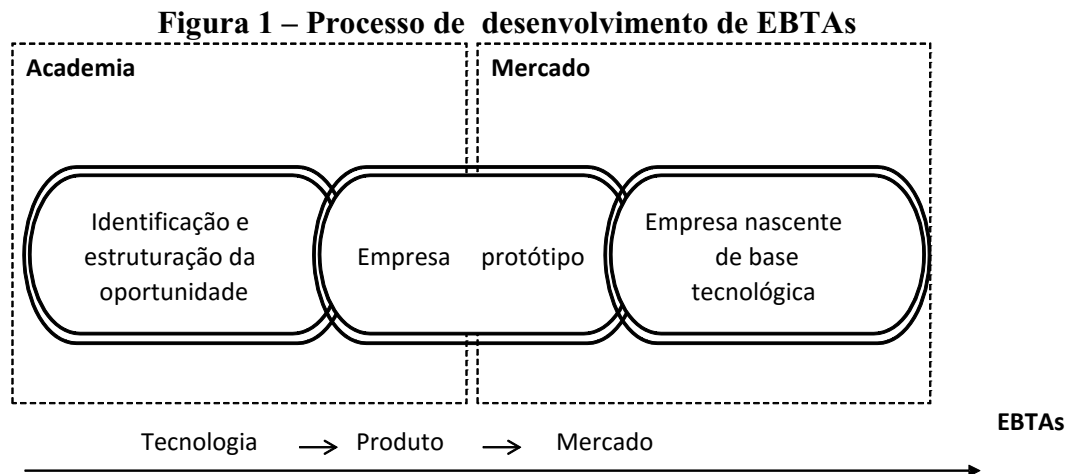 Figura 1 – Processo de desenvolvimento de EBTAs
Academia
Mercado
Identificação e
estruturação da
oportunidade
Empresa protótipo
Empresa nascente
de base
tecnológica
EBTAs
Tecnologia → Produto → Mercado